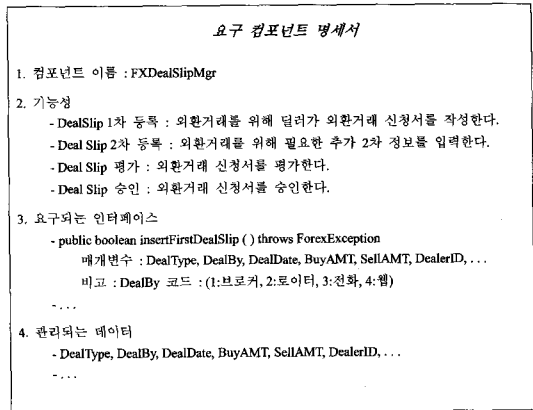 요구 컴포넌트 명세서
1. 컴포넌트 이름 : FXDealSlipMgr
2. 기능성
- DealSlip 1차 등록 : 외환거래를 위해 딜러가 외환거래 신청서를 작성한다.
- Deal Slip 2차 등록 : 외환거래를 위해 필요한 추가 2차 정보를 입력한다.
- Deal Slip 평가 : 외환거래 신청서를 평가한다.
- Deal Slip 승인 : 외환거래 신청서를 승인한다.
3. 요구되는 인터페이스
- public boolean insertFirstDealSlip ( ) throws ForexException
매개변수 : DealType, DealBy, DealDate, BuyAMT, SellAMT, DealerID, . . .
비고 : DealBy 코드 : (1:브로커, 2:로이터, 3:전화, 4:웹)
- . . .
4. 관리되는 데이터
- DealType, DealBy, DealDate, BuyAMT, SellAMT, DealerID, . . .
- . . .